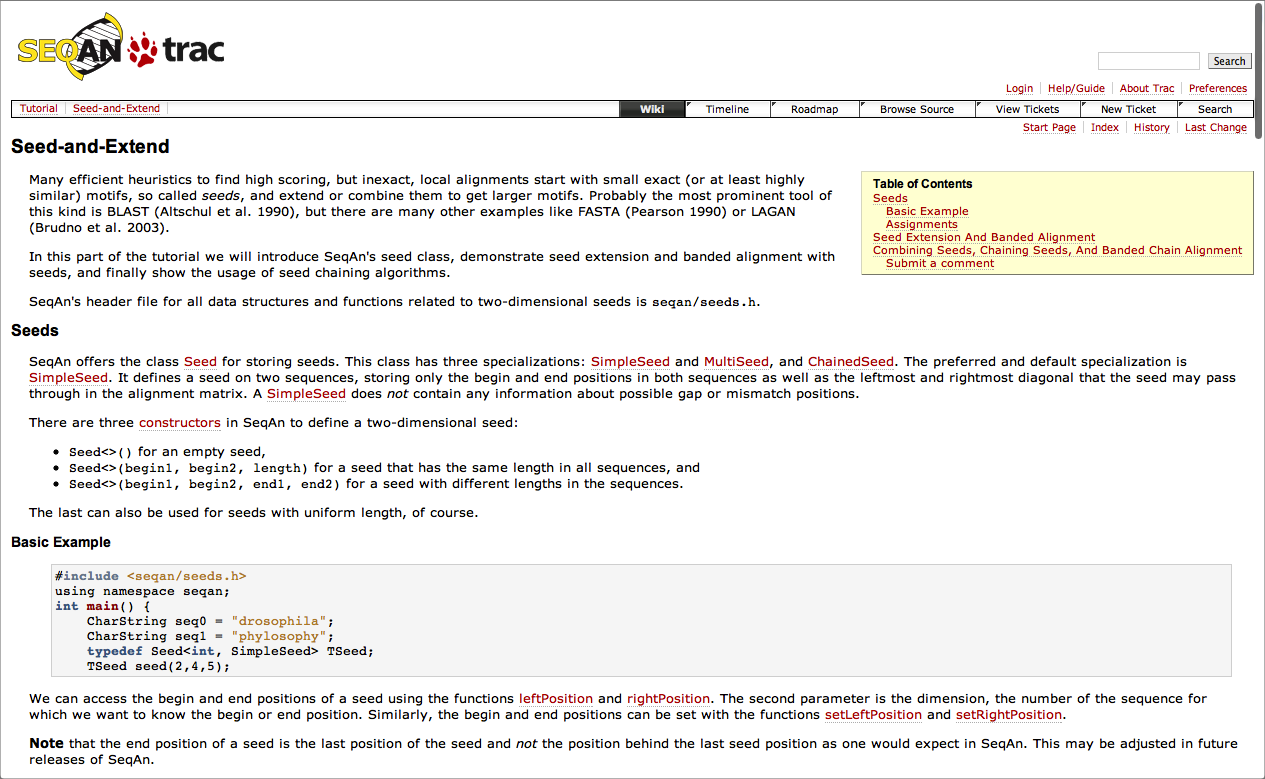 SEQAN trac
Search
Login Help/Guide About Trac Preferences
Tutorial Seed-and-Extend Wiki Timeline Roadmap Browse Source View Tickets New Ticket Search
Start Page Index History Last Change
Seed-and-Extend
Many efficient heuristics to find high scoring, but inexact, local alignments start with small exact (or at least highly
similar) motifs, so called seeds, and extend or combine them to get larger motifs. Probably the most prominent tool of
this kind is BLAST (Altschul et al. 1990), but there are many other examples like FASTA (Pearson 1990) or LAGAN
(Brudno et al. 2003).
In this part of the tutorial we will introduce SeqAn's seed class, demonstrate seed extension and banded alignment with
seeds, and finally show the usage of seed chaining algorithms.
SeqAn's header file for all data structures and functions related to two-dimensional seeds is seqan/seeds.h.
Table of Contents
Seeds
Basic Example
Assignments
Seed Extension And Banded Alignment
Combining Seeds, Chaining Seeds, And Banded Chain Alignment
Submit a comment
Seeds
SeqAn offers the class Seed for storing seeds. This class has three specializations: SimpleSeed and MultiSeed, and ChainedSeed. The preferred and default specialization is
SimpleSeed. It defines a seed on two sequences, storing only the begin and end positions in both sequences as well as the leftmost and rightmost diagonal that the seed may pass
through in the alignment matrix. A SimpleSeed does not contain any information about possible gap or mismatch positions.
There are three constructors in SeqAn to define a two-dimensional seed:
• Seed<>() for an empty seed,
• Seed<>(begin1, begin2, length) for a seed that has the same length in all sequences, and
• Seed<>(begin1, begin2, end1, end2) for a seed with different lengths in the sequences.
The last can also be used for seeds with uniform length, of course.
Basic Example
#include <seqan/seeds.h>
using namespace seqan;
int main() {
    CharString seq0 = "drosophila";
    CharString seq1 = "phylosophy";
    typedef Seed<int, SimpleSeed> TSeed;
    TSeed seed(2,4,5);
We can access the begin and end positions of a seed using the functions leftPosition and rightPosition. The second parameter is the dimension, the number of the sequence for
which we want to know the begin or end position. Similarly, the begin and end positions can be set with the functions setLeftPosition and setRightPosition.
Note that the end position of a seed is the last position of the seed and not the position behind the last seed position as one would expect in SeqAn. This may be adjusted in future
releases of SeqAn.